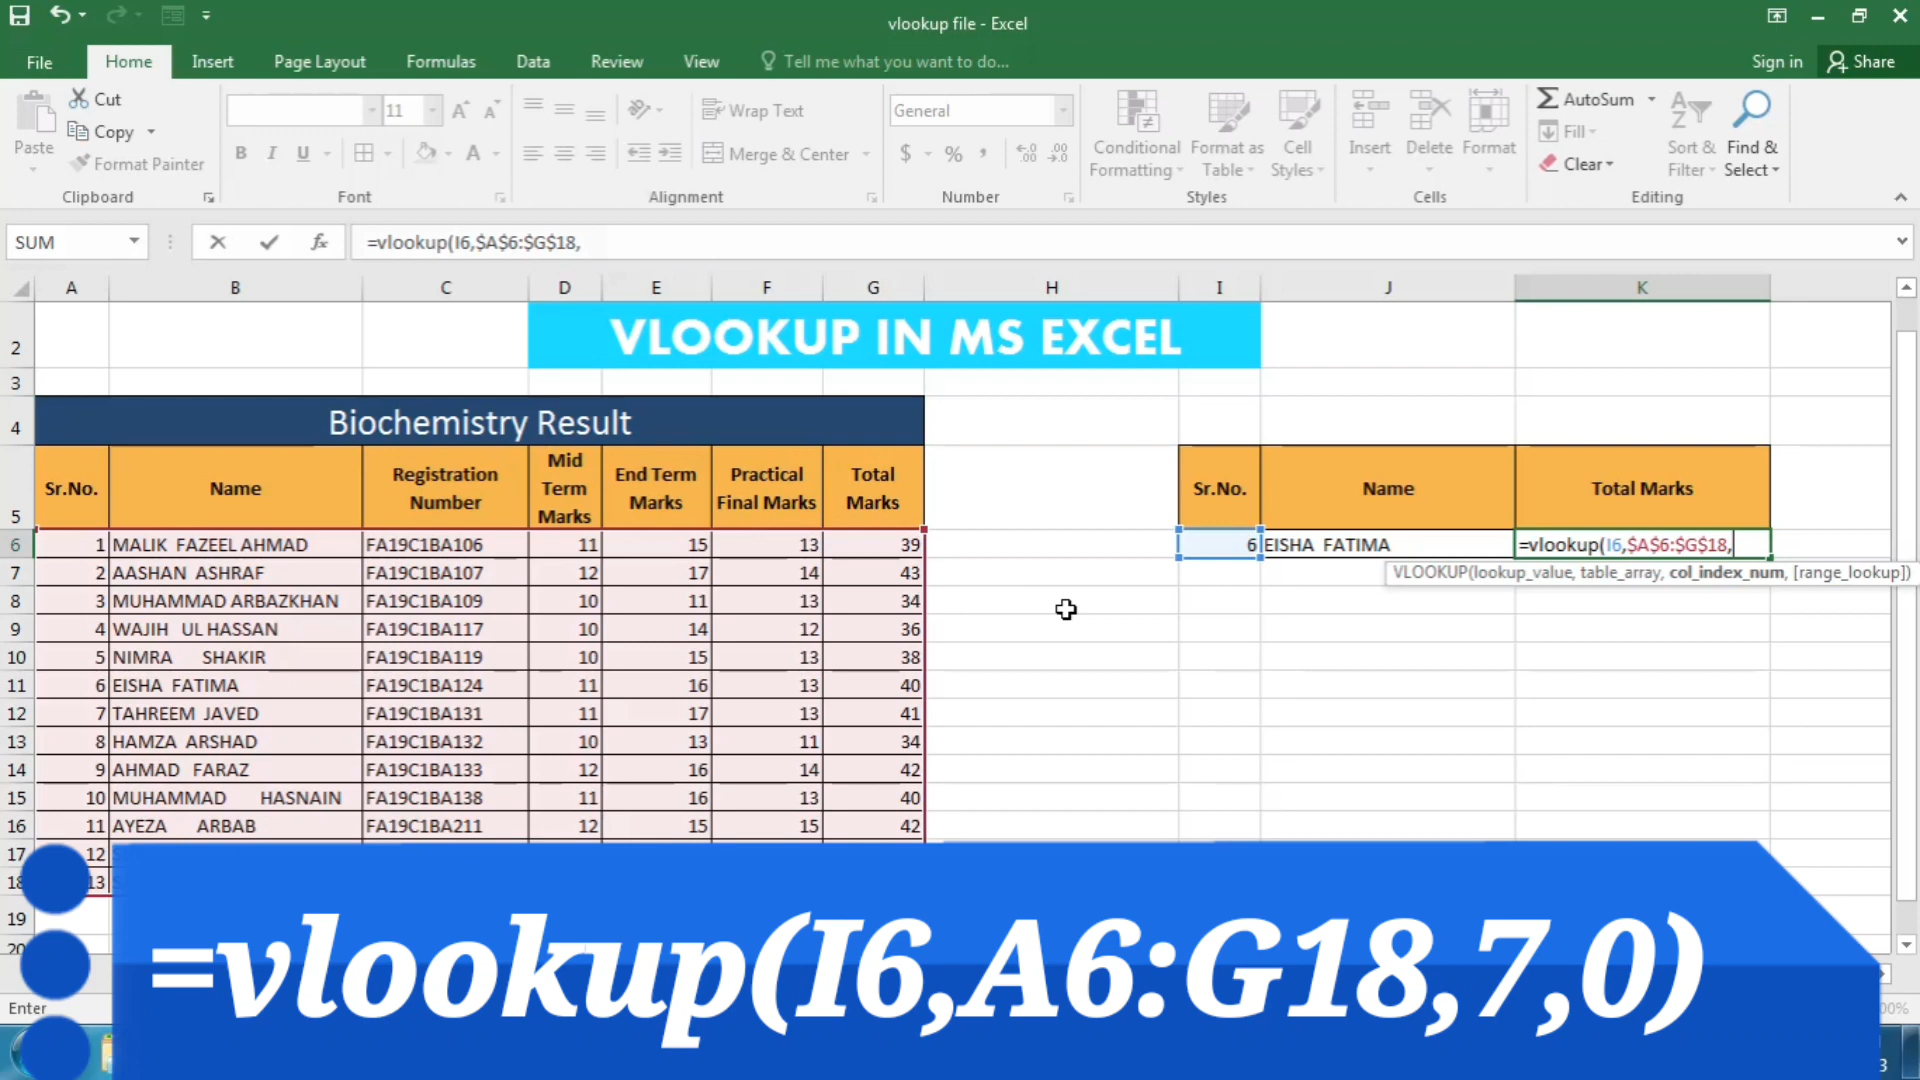 vlookup file - Excel
File Home Insert Page Layout Formulas Data Review View Tell me what you want to do... Sign in Share
Cut
Copy
Format Painter
Paste
Clipboard
11
B I U A
Font
Wrap Text
Merge & Center
Alignment
General
$ % ,
Number
Conditional Formatting
Format as Table
Cell Styles
Styles
Insert Delete Format
Cells
AutoSum
Fill
Clear
Sort & Filter
Find & Select
Editing
SUM fx =vlookup(I6,$A$6:$G$18,
A B C D E F G H I J K
2 VLOOKUP IN MS EXCEL
3
4 Biochemistry Result
5 Sr.No. Name Registration Number Mid Term Marks End Term Marks Practical Final Marks Total Marks Sr.No. Name Total Marks
6 1 MALIK FAZEEL AHMAD FA19C1BA106 11 15 13 39 6 EISHA FATIMA =vlookup(I6,$A$6:$G$18,
VLOOKUP(lookup_value, table_array, col_index_num, [range_lookup])
7 2 AASHAN ASHRAF FA19C1BA107 12 17 14 43
8 3 MUHAMMAD ARBAZKHAN FA19C1BA109 10 11 13 34
9 4 WAJIH UL HASSAN FA19C1BA117 10 14 12 36
10 5 NIMRA SHAKIR FA19C1BA119 10 15 13 38
11 6 EISHA FATIMA FA19C1BA124 11 16 13 40
12 7 TAHREEM JAVED FA19C1BA131 11 17 13 41
13 8 HAMZA ARSHAD FA19C1BA132 10 13 11 34
14 9 AHMAD FARAZ FA19C1BA133 12 16 14 42
15 10 MUHAMMAD HASNAIN FA19C1BA138 11 16 13 40
16 11 AYEZA ARBAB FA19C1BA211 12 15 15 42
17 12
18 13
19
20
=vlookup(I6,A6:G18,7,0)
Enter